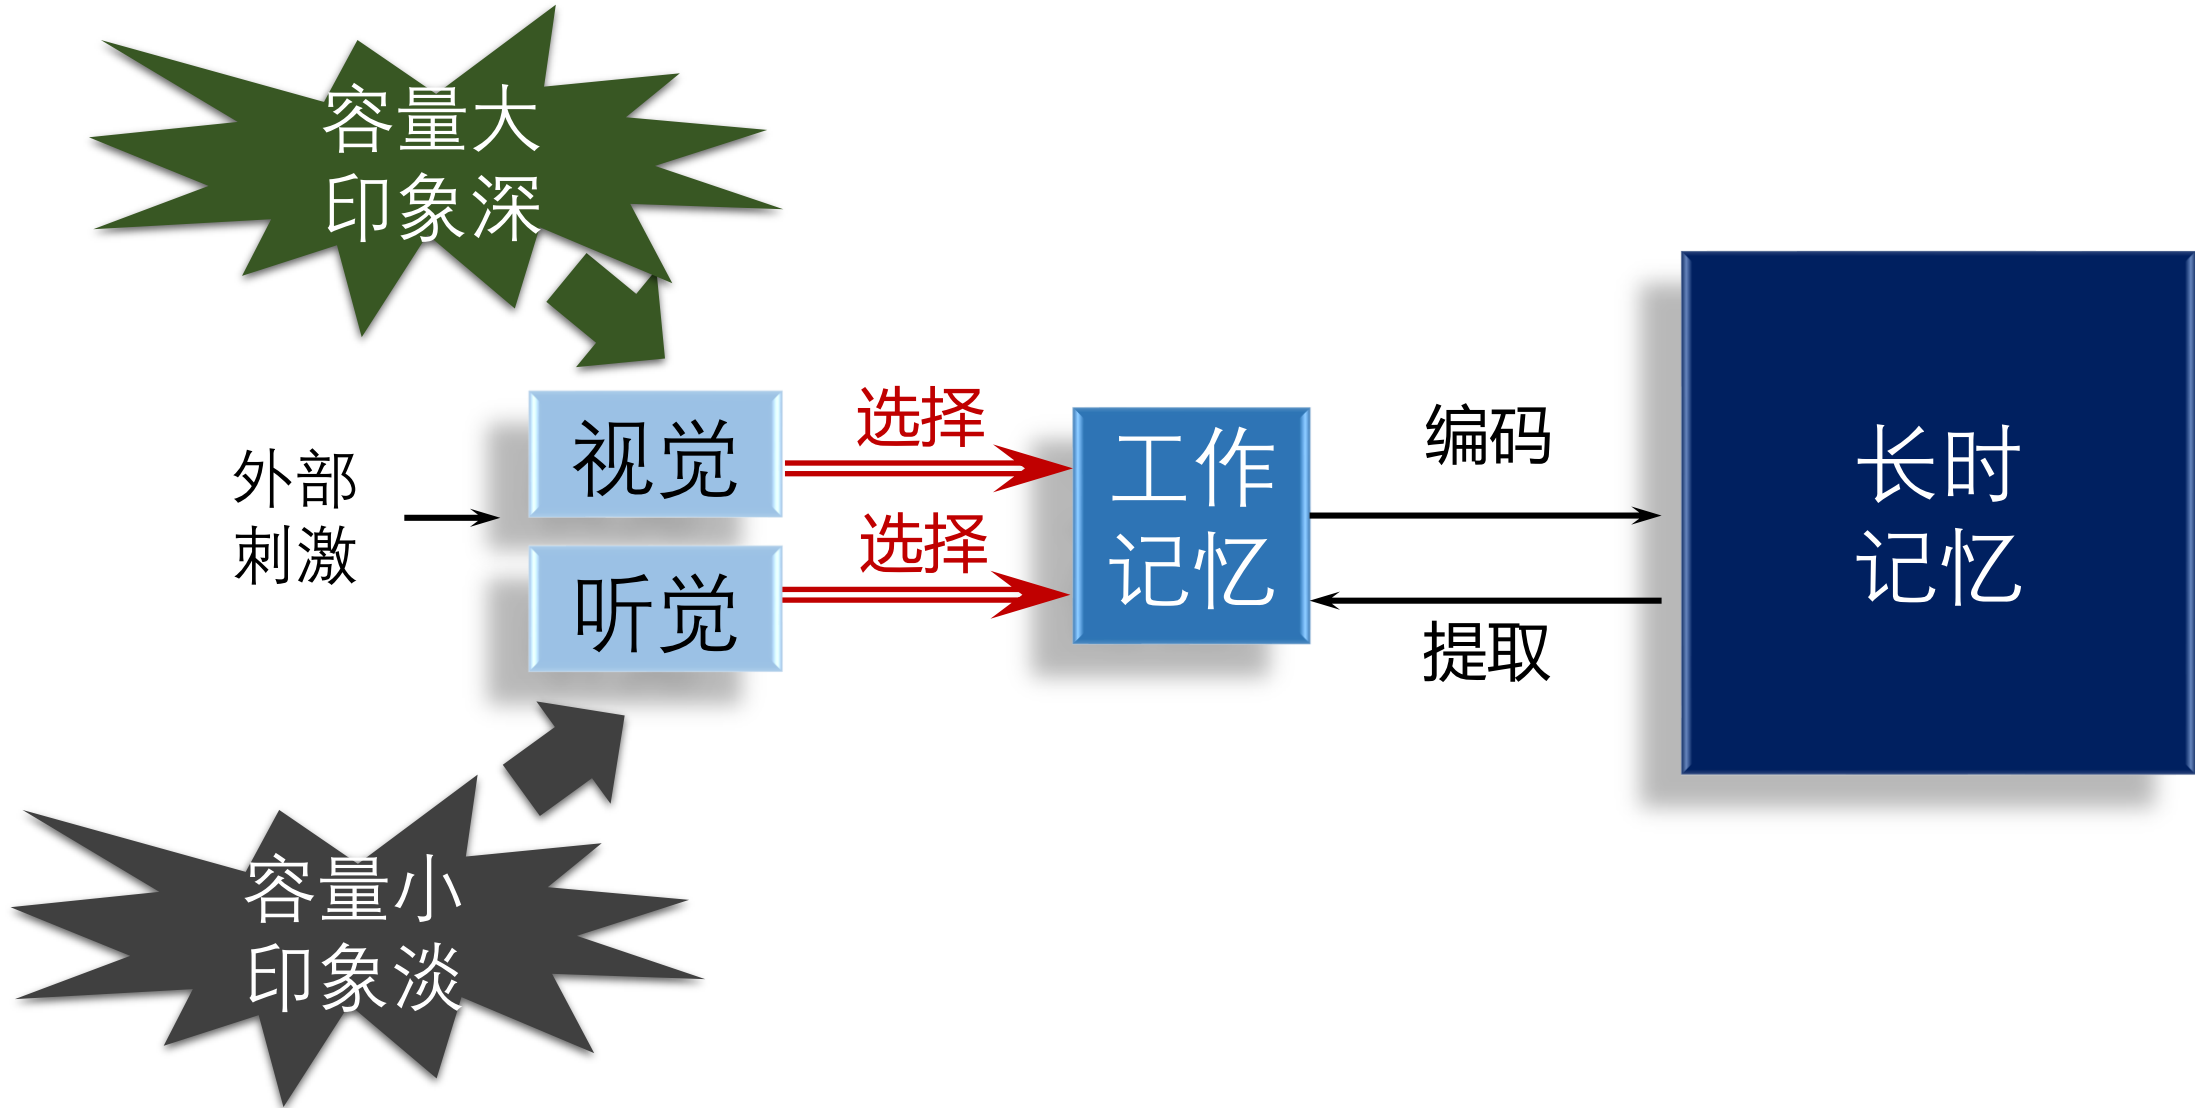 容量大
印象深
外部
刺激
视觉
听觉
选择
选择
工作
记忆
编码
提取
长时
记忆
容量小
印象淡